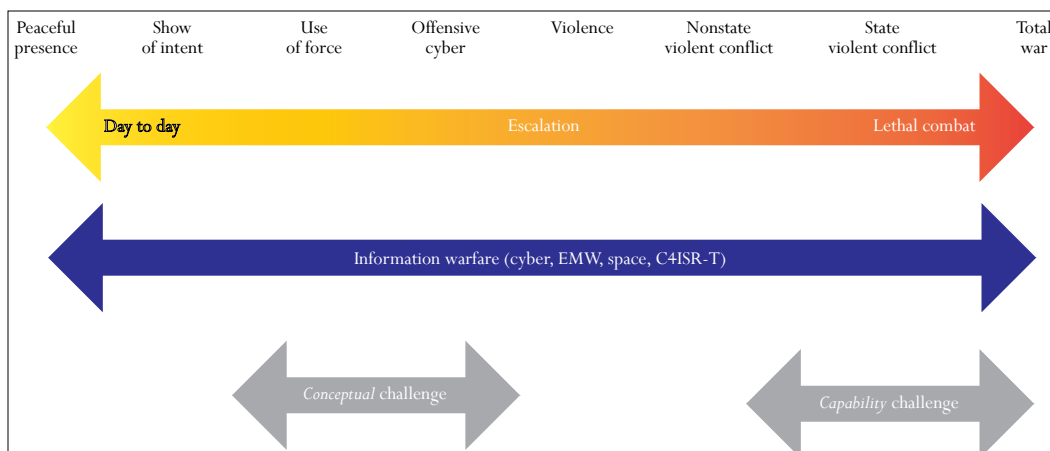 Peaceful presence
Show of intent
Use of force
Offensive cyber
Violence
Nonstate violent conflict
State violent conflict
Total war
Day to day
Escalation
Lethal combat
Information warfare (cyber, EMW, space, C4ISR-T)
Conceptual challenge
Capability challenge